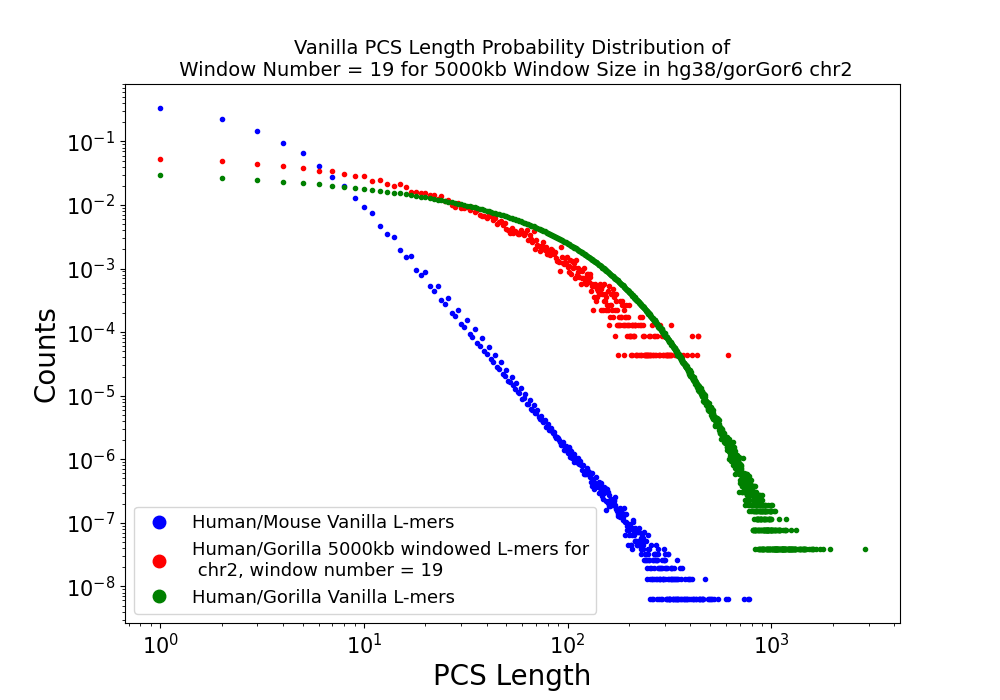 Vanilla PCS Length Probability Distribution of
Window Number = 19 for 5000kb Window Size in hg38/gorGor6 chr2
Counts
10⁻¹
10⁻²
10⁻³
10⁻⁴
10⁻⁵
10⁻⁶
10⁻⁷
10⁻⁸
Human/Mouse Vanilla L-mers
Human/Gorilla 5000kb windowed L-mers for
chr2, window number = 19
Human/Gorilla Vanilla L-mers
10⁰ 10¹ 10² 10³
PCS Length